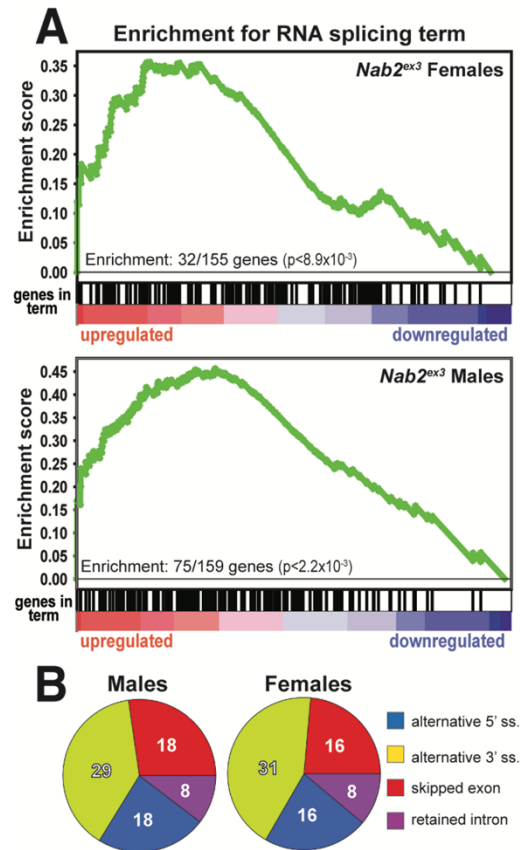 A
Enrichment for RNA splicing term
Nab2ex3 Females
Enrichment score
0.35
0.30
0.25
0.20
0.15
0.10
0.05
0.00
Enrichment: 32/155 genes (p<8.9x10-3)
genes in
term
upregulated
downregulated
Nab2ex3 Males
Enrichment score
0.45
0.40
0.35
0.30
0.25
0.20
0.15
0.10
0.05
0.00
Enrichment: 75/159 genes (p<2.2x10-3)
genes in
term
upregulated
downregulated
B
Males
Females
29
18
8
18
31
16
8
16
alternative 5' ss.
alternative 3' ss.
skipped exon
retained intron